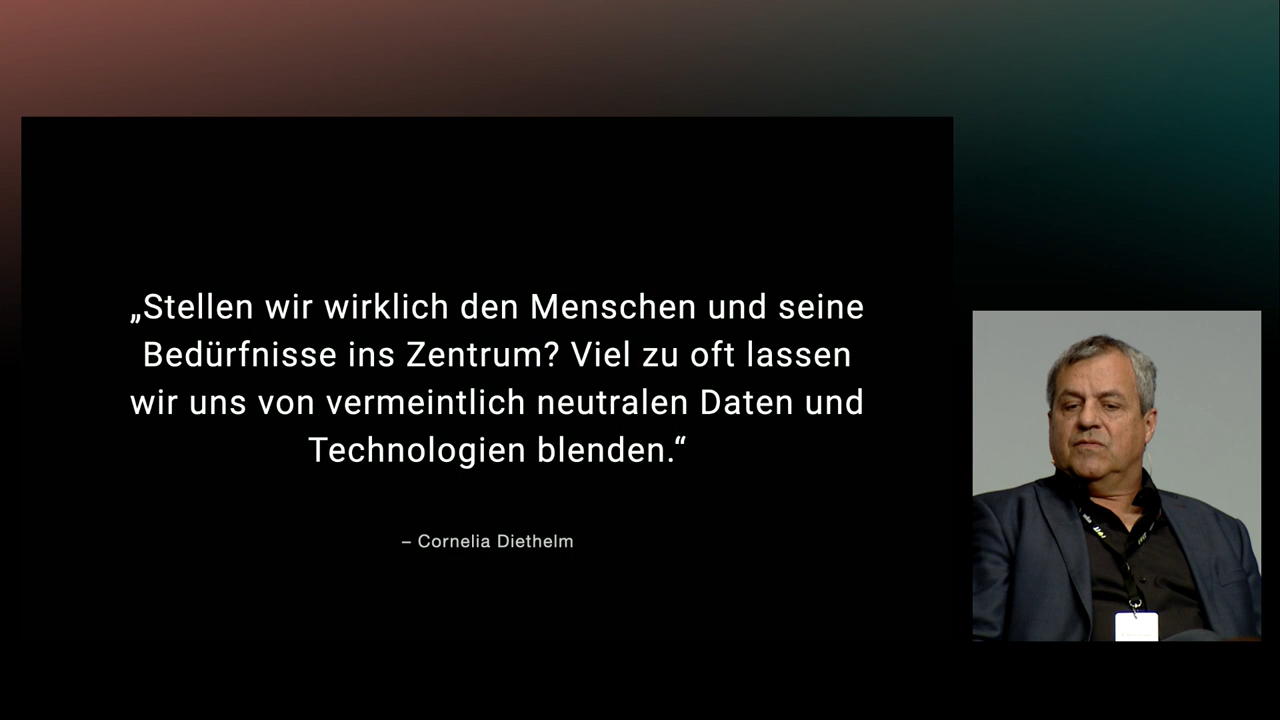 „Stellen wir wirklich den Menschen und seine
Bedürfnisse ins Zentrum? Viel zu oft lassen
wir uns von vermeintlich neutralen Daten und
Technologien blenden.“
– Cornelia Diethelm